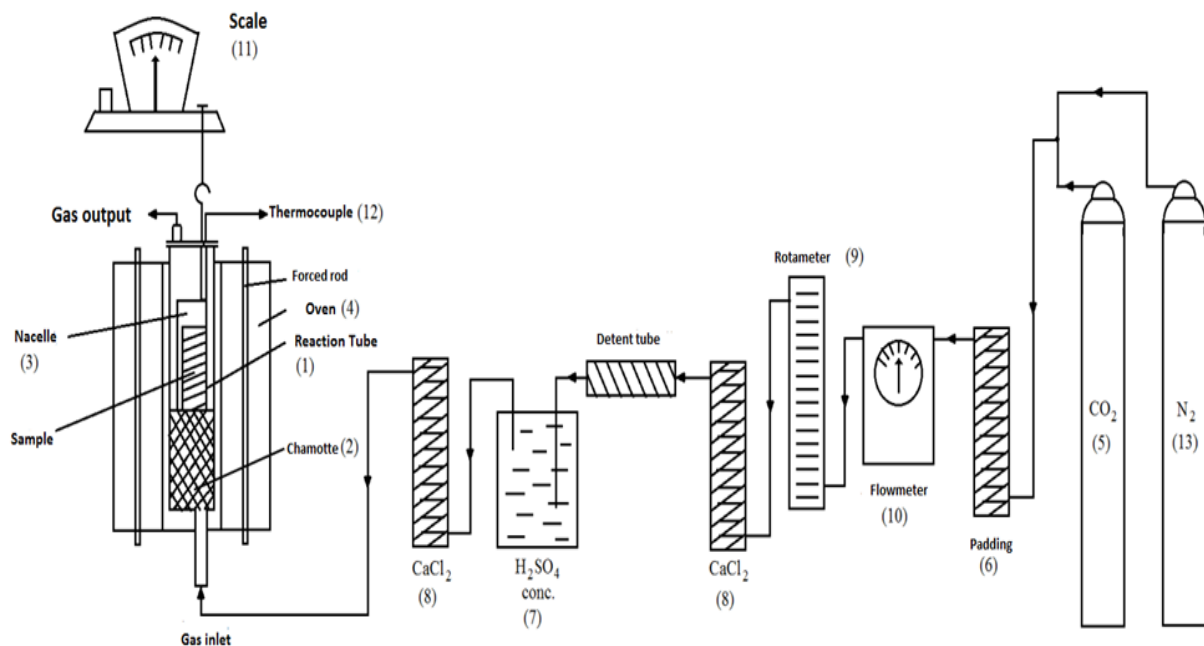 Scale
(11)
Gas output
Thermocouple (12)
Forced rod
Oven (4)
Nacelle
(3)
Reaction Tube
(1)
Sample
Chamotte (2)
Gas inlet
CaCl₂
(8)
H₂SO₄
conc.
(7)
Detent tube
CaCl₂
(8)
Rotameter (9)
Flowmeter
(10)
Padding
(6)
CO₂
(5)
N₂
(13)